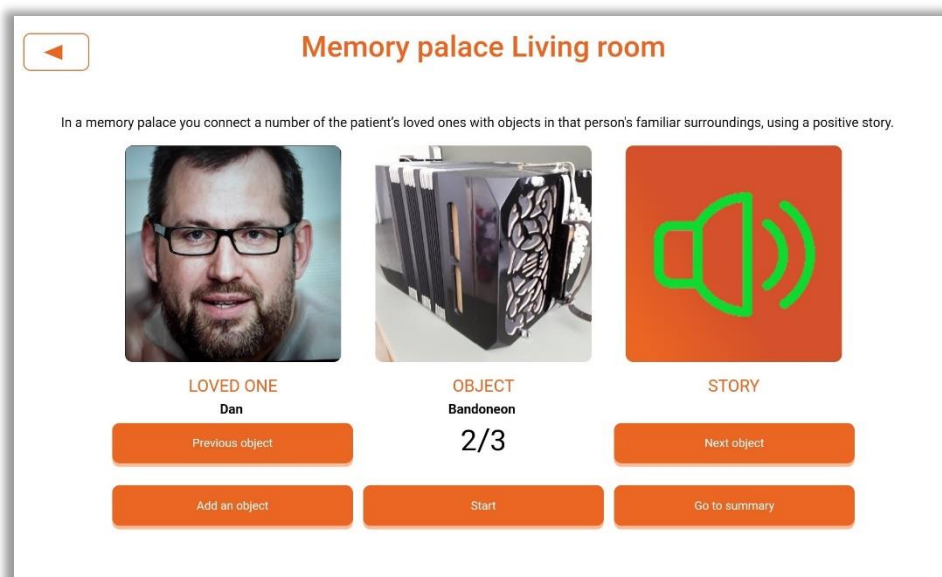 Memory palace Living room
In a memory palace you connect a number of the patient's loved ones with objects in that person's familiar surroundings, using a positive story.
LOVED ONE
OBJECT
STORY
Dan
Bandoneon
Previous object
2/3
Next object
Add an object
Start
Go to summary